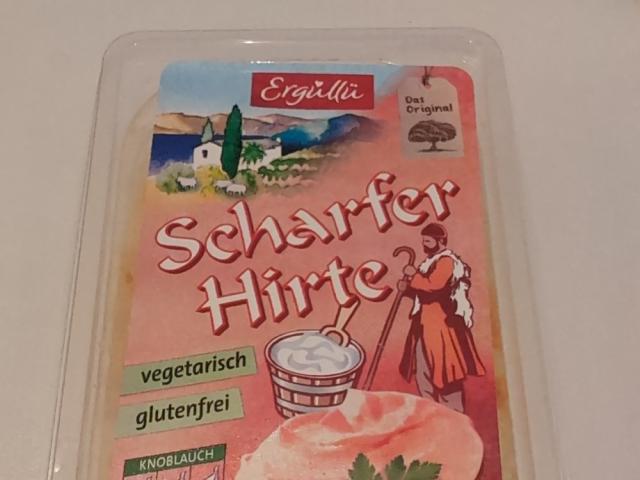 Ergüllü
Das
Original
Scharfer
Hirte
vegetarisch
glutenfrei
KNOBLAUCH